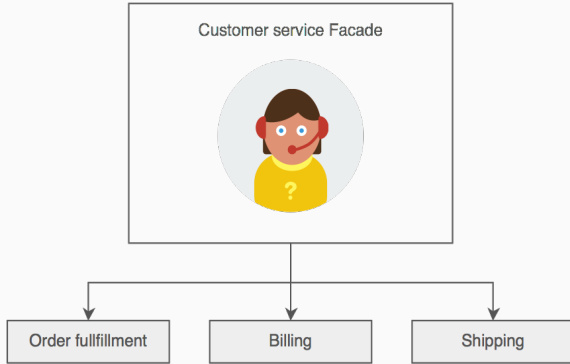 Customer service Facade
?
Order fullfillment
Billing
Shipping